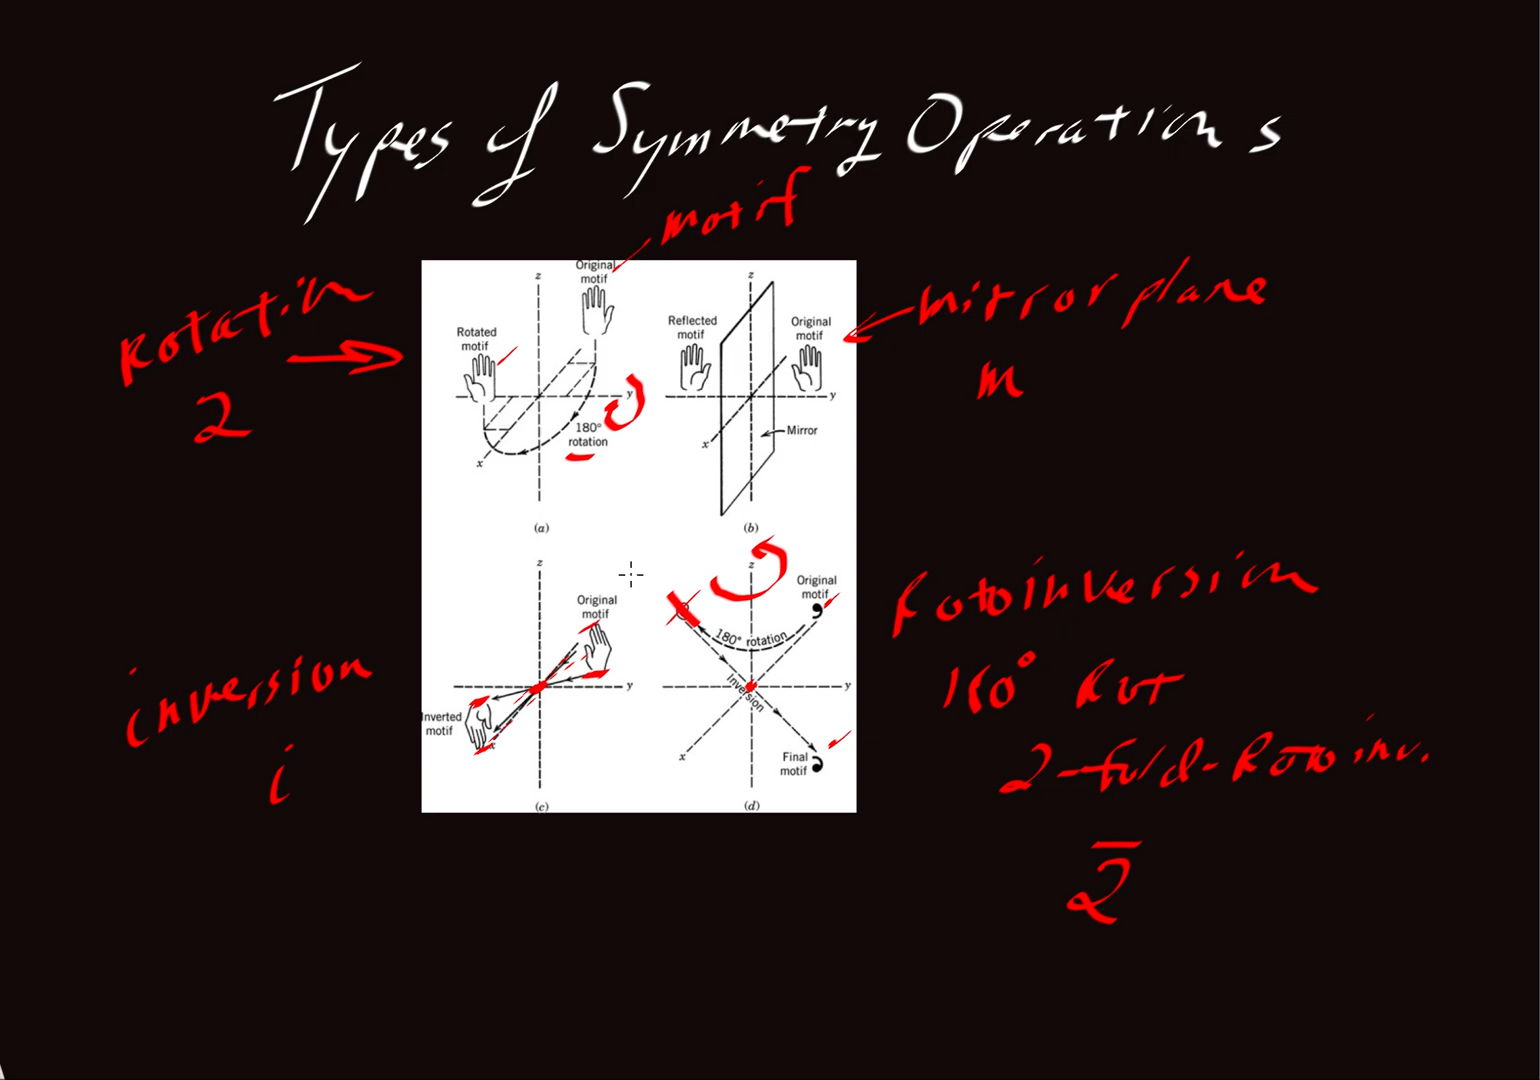 Types of Symmetry Operations
motif
Rotation
2
mirror plane
m
z
Original
motif
Rotated
motif
y
180°
rotation
x
(a)
z
Reflected
motif
Original
motif
y
x
Mirror
(b)
inversion
i
z
Original
motif
y
Inverted
motif
x
(c)
z
Original
motif
180° rotation
Inversion
y
x
Final
motif
(d)
Rotoinversion
180° Rot
2-fold-Roto inv.
2̅